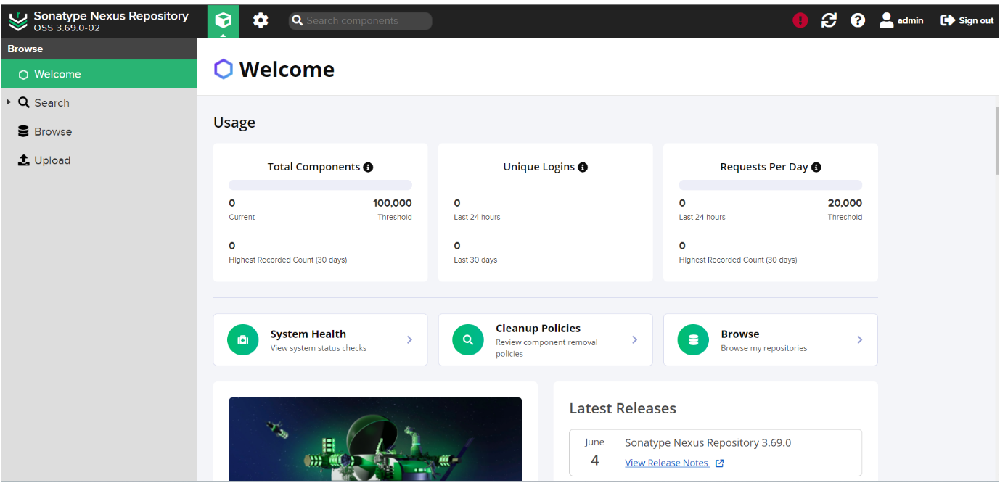 Sonatype Nexus Repository
OSS 3.69.0-02
Search components
admin
Sign out
Browse
Welcome
Search
Browse
Upload
Welcome
Usage
Total Components
0
100,000
Current
Threshold
0
Highest Recorded Count (30 days)
Unique Logins
0
Last 24 hours
0
Last 30 days
Requests Per Day
0
20,000
Last 24 hours
Threshold
0
Highest Recorded Count (30 days)
System Health
View system status checks
Cleanup Policies
Review component removal
policies
Browse
Browse my repositories
Latest Releases
June
4
Sonatype Nexus Repository 3.69.0
View Release Notes